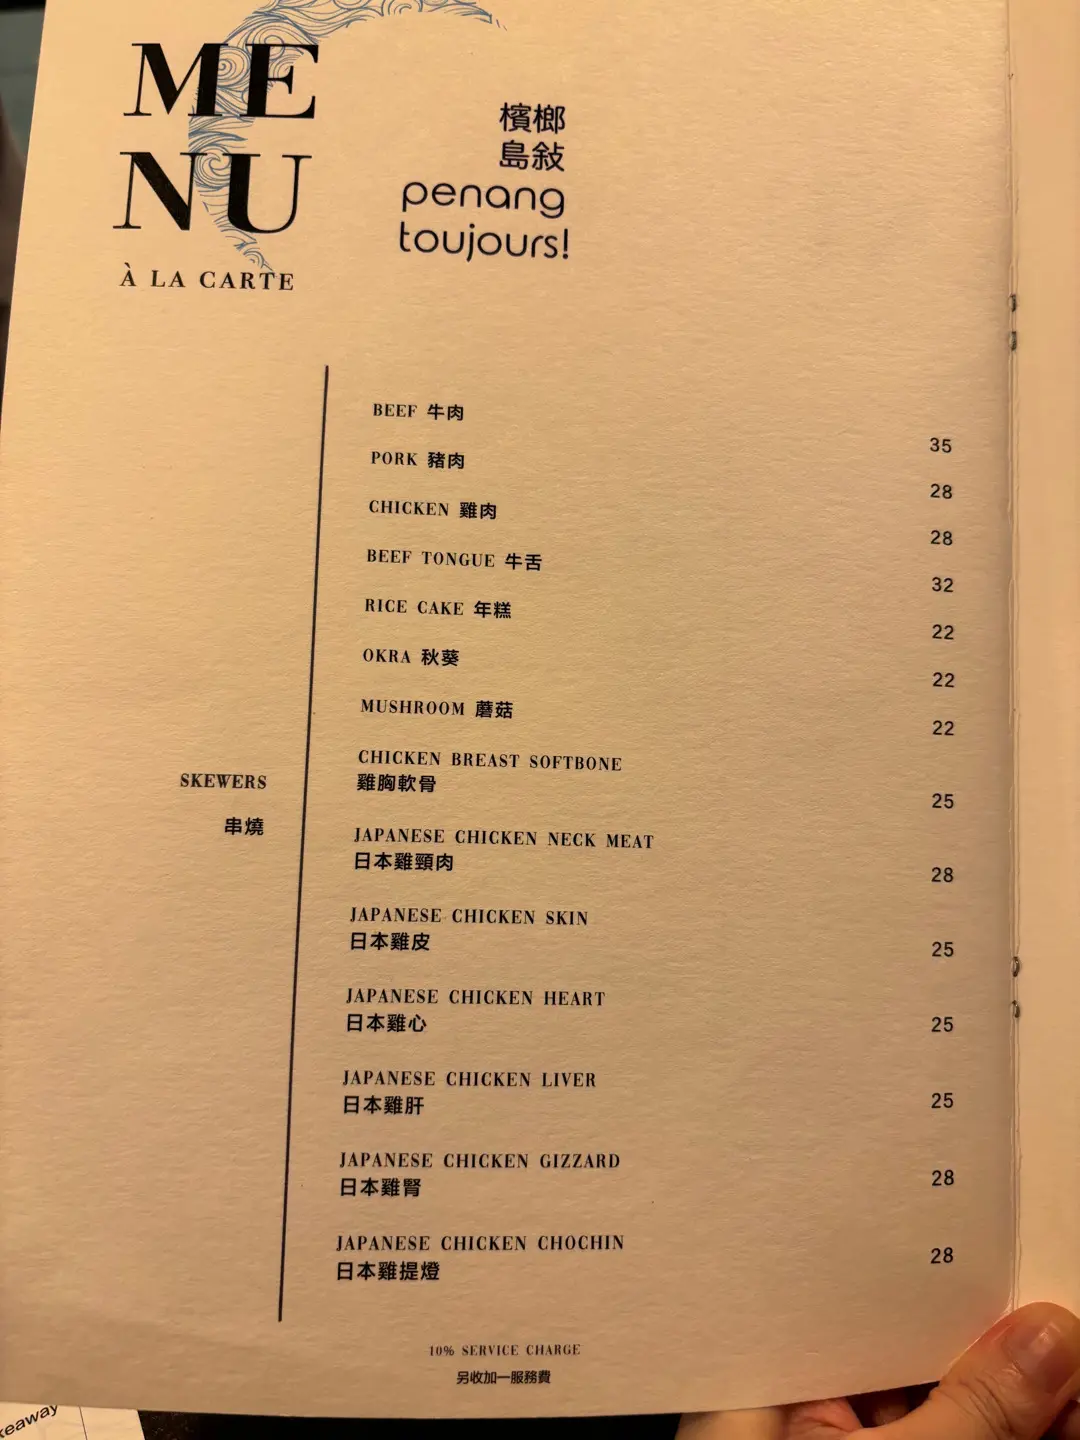 ME
NU
À LA CARTE
檳榔
島敍
penang
toujours!
BEEF 牛肉 35
PORK 豬肉 28
CHICKEN 雞肉 28
BEEF TONGUE 牛舌 32
RICE CAKE 年糕 22
OKRA 秋葵 22
MUSHROOM 蘑菇 22
SKEWERS
串燒
CHICKEN BREAST SOFTBONE
雞胸軟骨 25
JAPANESE CHICKEN NECK MEAT
日本雞頸肉 28
JAPANESE CHICKEN SKIN
日本雞皮 25
JAPANESE CHICKEN HEART
日本雞心 25
JAPANESE CHICKEN LIVER
日本雞肝 25
JAPANESE CHICKEN GIZZARD
日本雞腎 28
JAPANESE CHICKEN CHOCHIN
日本雞提燈 28
10% SERVICE CHARGE
另收加一服務費
keaway